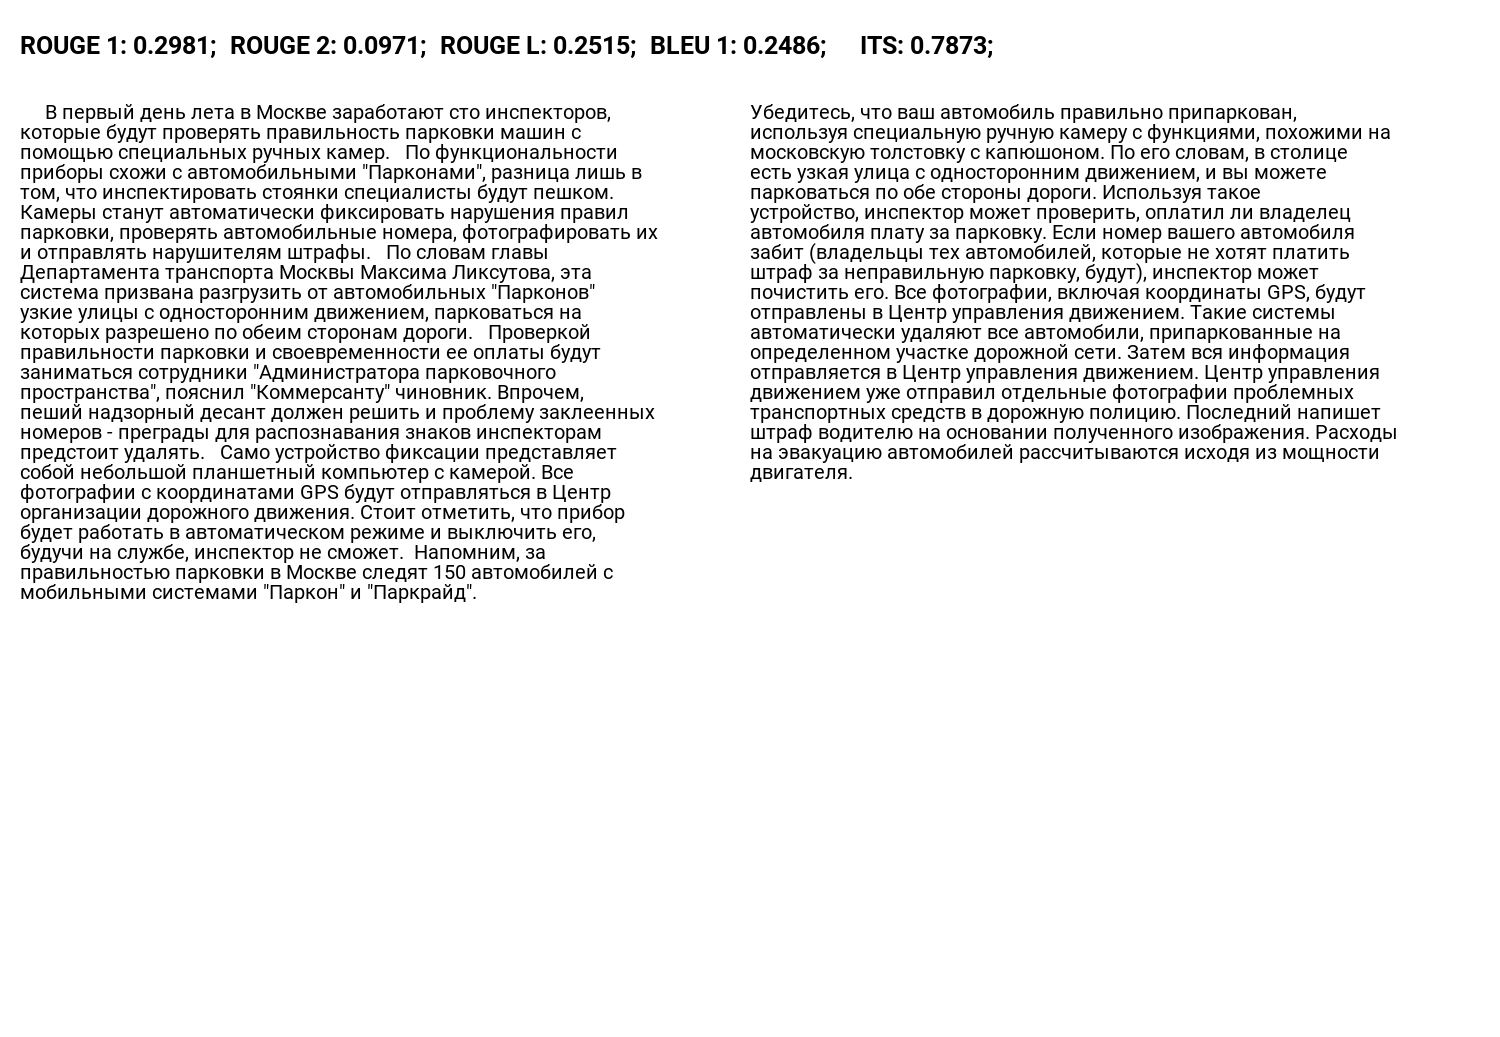 ROUGE 1: 0.2981;  ROUGE 2: 0.0971;  ROUGE L: 0.2515;  BLEU 1: 0.2486;     ITS: 0.7873;
В первый день лета в Москве заработают сто инспекторов,
которые будут проверять правильность парковки машин с
помощью специальных ручных камер.   По функциональности
приборы схожи с автомобильными "Парконами", разница лишь в
том, что инспектировать стоянки специалисты будут пешком.
Камеры станут автоматически фиксировать нарушения правил
парковки, проверять автомобильные номера, фотографировать их
и отправлять нарушителям штрафы.   По словам главы
Департамента транспорта Москвы Максима Ликсутова, эта
система призвана разгрузить от автомобильных "Парконов"
узкие улицы с односторонним движением, парковаться на
которых разрешено по обеим сторонам дороги.   Проверкой
правильности парковки и своевременности ее оплаты будут
заниматься сотрудники "Администратора парковочного
пространства", пояснил "Коммерсанту" чиновник. Впрочем,
пеший надзорный десант должен решить и проблему заклеенных
номеров - преграды для распознавания знаков инспекторам
предстоит удалять.   Само устройство фиксации представляет
собой небольшой планшетный компьютер с камерой. Все
фотографии с координатами GPS будут отправляться в Центр
организации дорожного движения. Стоит отметить, что прибор
будет работать в автоматическом режиме и выключить его,
будучи на службе, инспектор не сможет.  Напомним, за
правильностью парковки в Москве следят 150 автомобилей с
мобильными системами "Паркон" и "Паркрайд".
Убедитесь, что ваш автомобиль правильно припаркован,
используя специальную ручную камеру с функциями, похожими на
московскую толстовку с капюшоном. По его словам, в столице
есть узкая улица с односторонним движением, и вы можете
парковаться по обе стороны дороги. Используя такое
устройство, инспектор может проверить, оплатил ли владелец
автомобиля плату за парковку. Если номер вашего автомобиля
забит (владельцы тех автомобилей, которые не хотят платить
штраф за неправильную парковку, будут), инспектор может
почистить его. Все фотографии, включая координаты GPS, будут
отправлены в Центр управления движением. Такие системы
автоматически удаляют все автомобили, припаркованные на
определенном участке дорожной сети. Затем вся информация
отправляется в Центр управления движением. Центр управления
движением уже отправил отдельные фотографии проблемных
транспортных средств в дорожную полицию. Последний напишет
штраф водителю на основании полученного изображения. Расходы
на эвакуацию автомобилей рассчитываются исходя из мощности
двигателя.